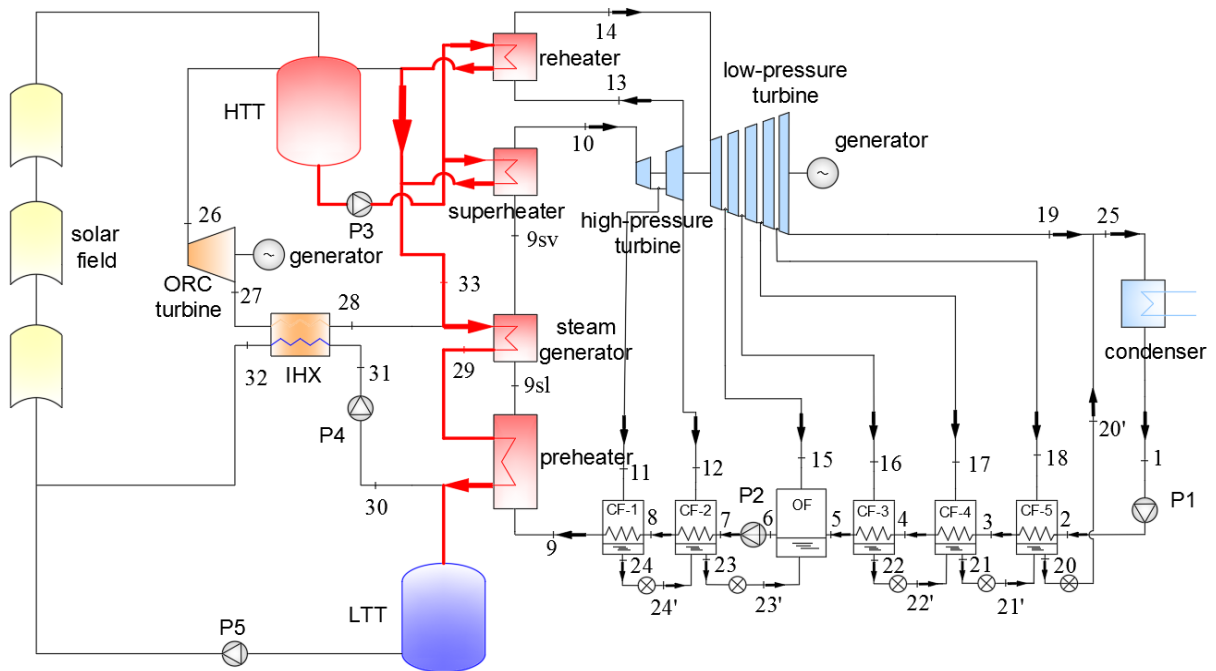 14
reheater
low-pressure
turbine
HTT
13
10
generator
~
P3
superheater
high-pressure
turbine
26
solar
field
generator
~
9sv
19
25
ORC
turbine
27
33
28
steam
generator
condenser
32
IHX
31
29
9sl
20'
P4
preheater
30
11
12
15
16
17
18
1
P1
CF-1
8
CF-2
7
P2
6
OF
5
CF-3
4
CF-4
3
CF-5
2
9
24
23
22
21
20
24'
23'
22'
21'
LTT
P5